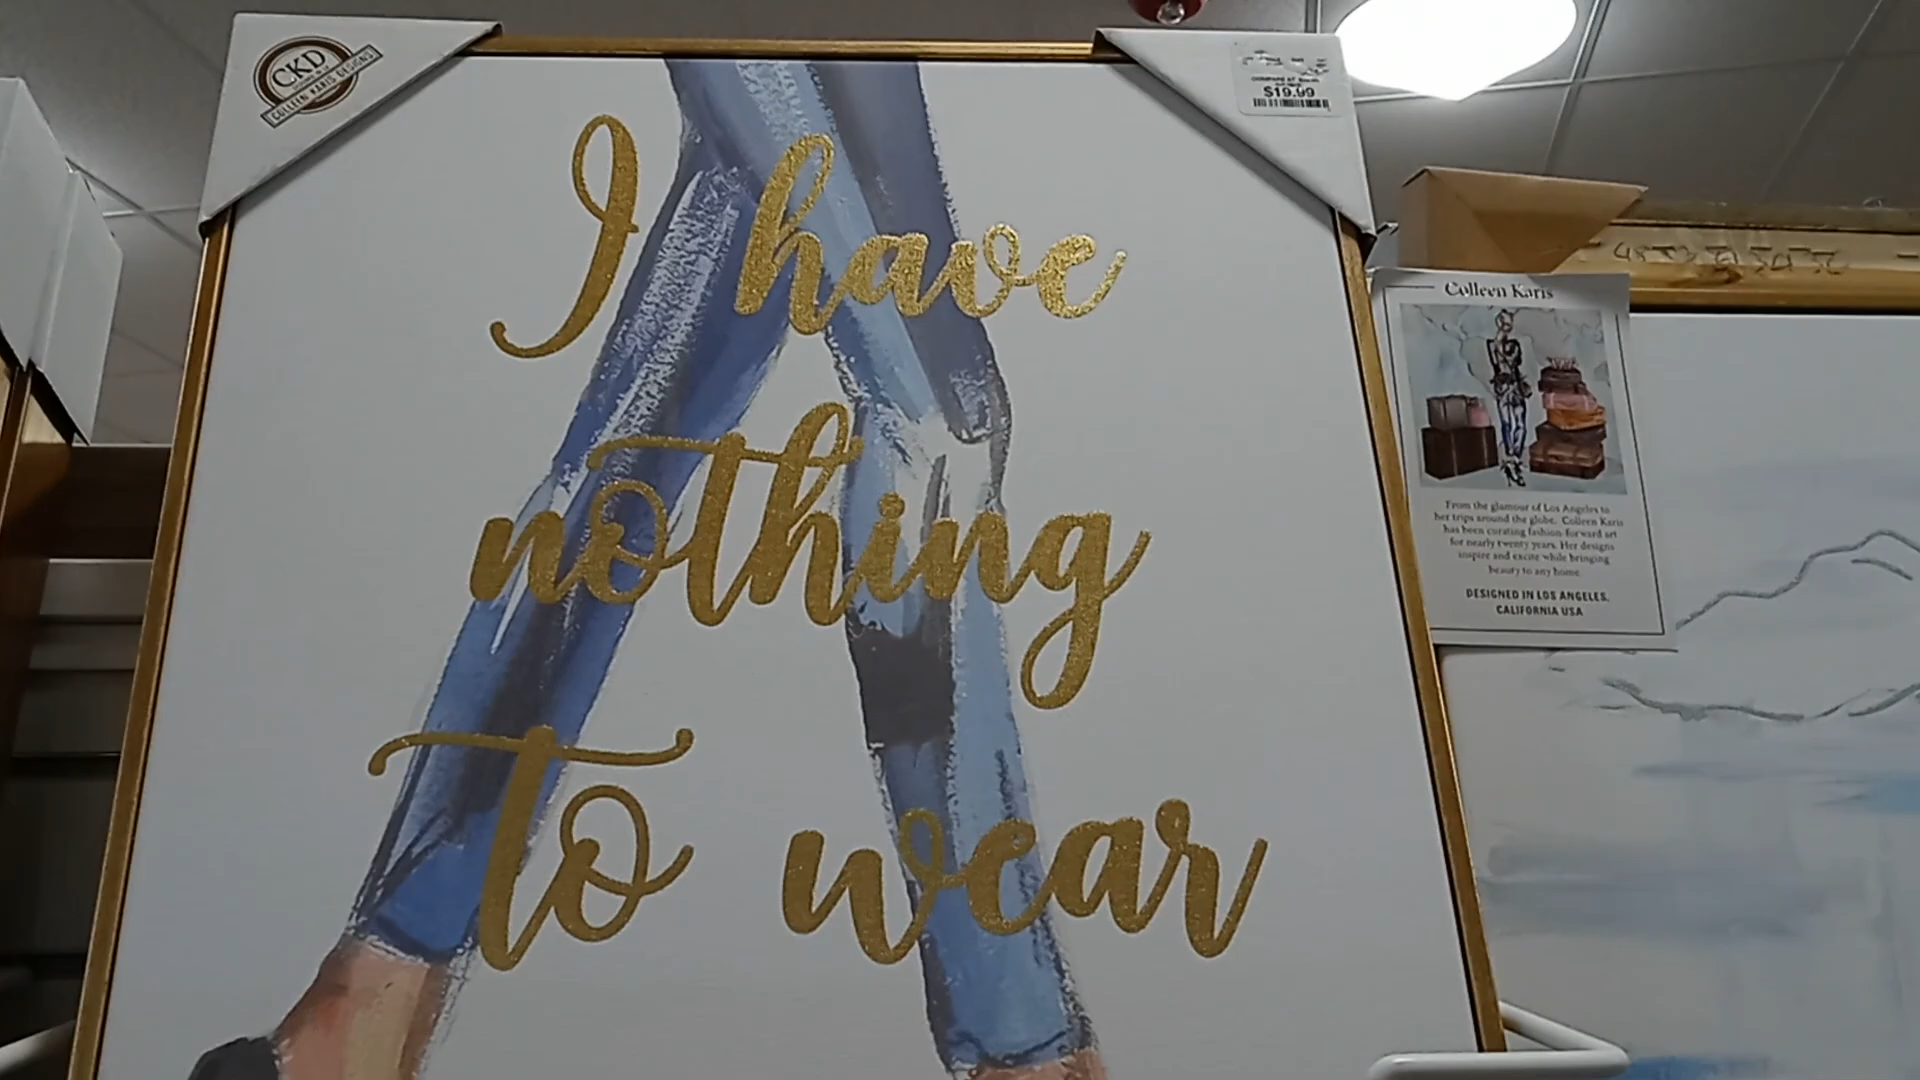 CKD
COLLEEN KARIS DESIGNS
COMPARE AT
$19.99
I have
nothing
to wear
Colleen Karis
From the glamour of Los Angeles to
her trips around the globe, Colleen Karis
has been curating fashion-forward art
for nearly twenty years. Her designs
inspire and excite while bringing
beauty to any home.
DESIGNED IN LOS ANGELES,
CALIFORNIA USA